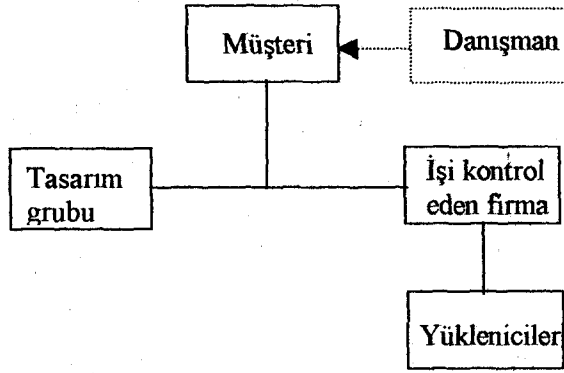 Müşteri
Danışman
Tasarım
grubu
İşi kontrol
eden firma
Yükleniciler